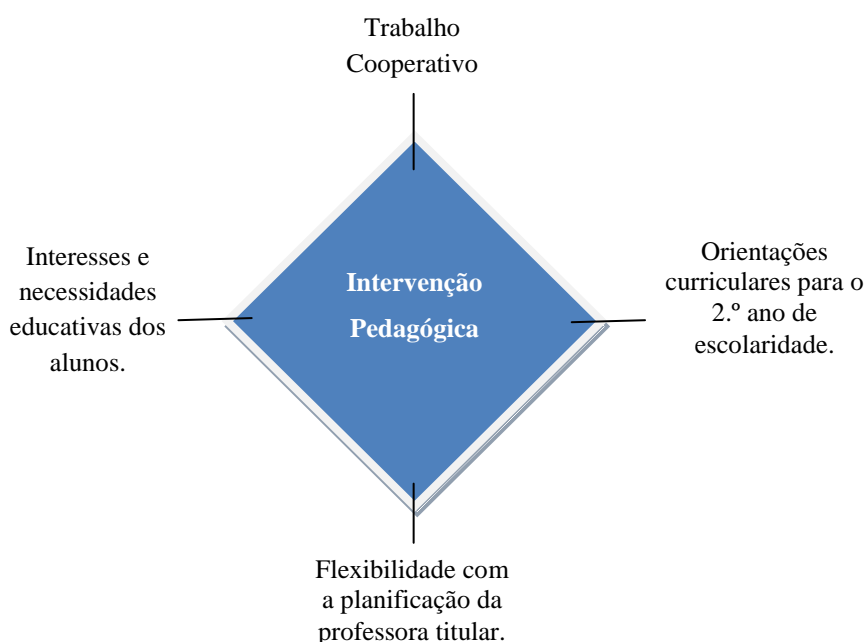 Trabalho
Cooperativo
Interesses e
necessidades
educativas dos
alunos.
Intervenção
Pedagógica
Orientações
curriculares para o
2.º ano de
escolaridade.
Flexibilidade com
a planificação da
professora titular.